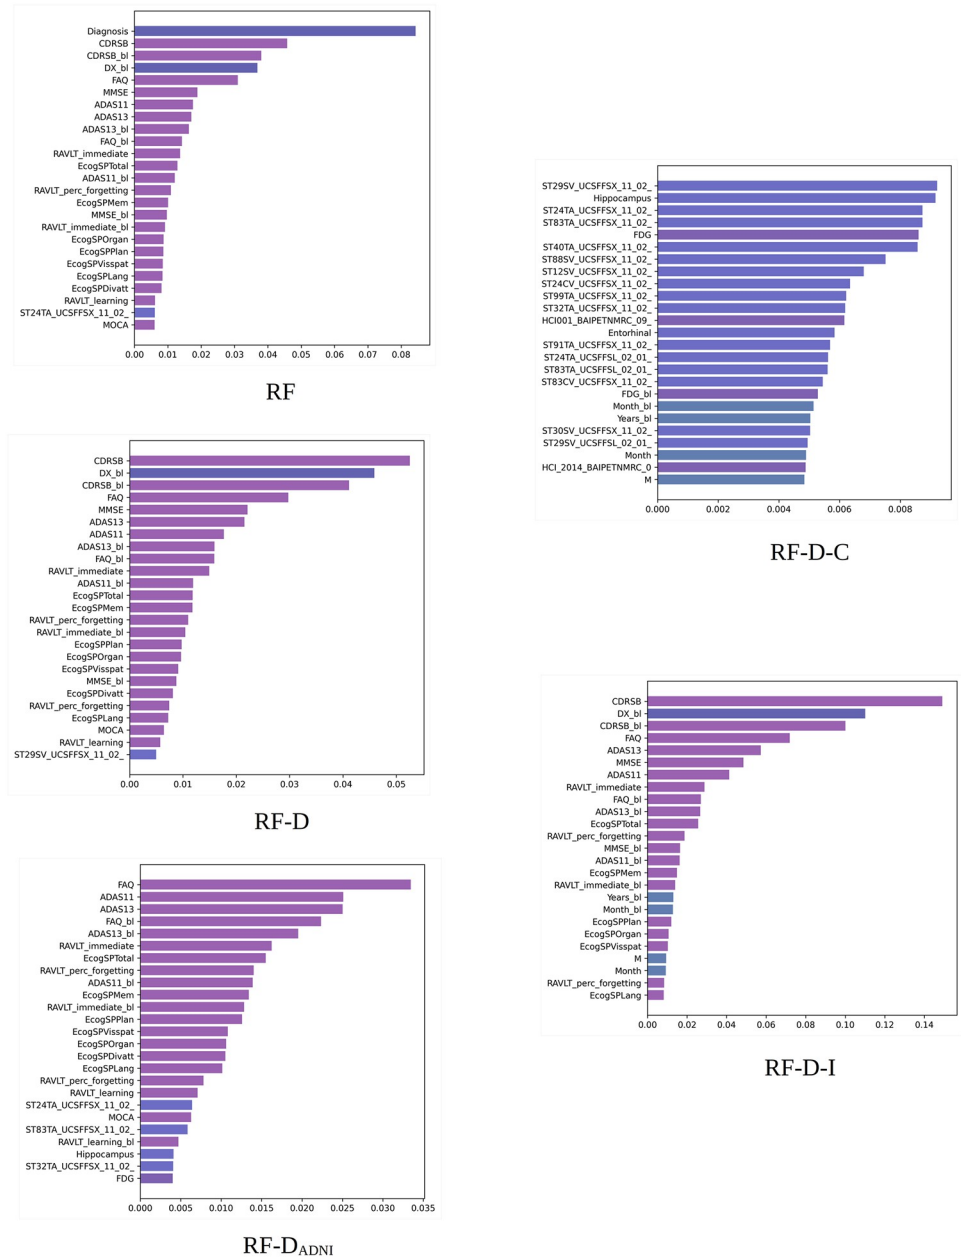 Diagnosis
CDRSB
CDRSB_bl
DX_bl
FAQ
MMSE
ADAS11
ADAS13
ADAS13_bl
FAQ_bl
RAVLT_immediate
EcogSPTotal
ADAS11_bl
RAVLT_perc_forgetting
EcogSPMem
MMSE_bl
RAVLT_immediate_bl
EcogSPOrgan
EcogSPPlan
EcogSPVisspat
EcogSPLang
EcogSPDivatt
RAVLT_learning
ST24TA_UCSFFSX_11_02_
MOCA
0.00 0.01 0.02 0.03 0.04 0.05 0.06 0.07 0.08
RF
ST29SV_UCSFFSX_11_02_
Hippocampus
ST24TA_UCSFFSX_11_02_
ST83TA_UCSFFSX_11_02_
FDG
ST40TA_UCSFFSX_11_02_
ST88SV_UCSFFSX_11_02_
ST12SV_UCSFFSX_11_02_
ST24CV_UCSFFSX_11_02_
ST99TA_UCSFFSX_11_02_
ST32TA_UCSFFSX_11_02_
HCI001_BAIPETNMRC_09_
Entorhinal
ST91TA_UCSFFSX_11_02_
ST24TA_UCSFFSL_02_01_
ST83TA_UCSFFSL_02_01_
ST83CV_UCSFFSX_11_02_
FDG_bl
Month_bl
Years_bl
ST30SV_UCSFFSX_11_02_
ST29SV_UCSFFSL_02_01_
Month
HCI_2014_BAIPETNMRC_0
M
0.000 0.002 0.004 0.006 0.008
RF-D-C
CDRSB
DX_bl
CDRSB_bl
FAQ
MMSE
ADAS13
ADAS11
ADAS13_bl
FAQ_bl
RAVLT_immediate
ADAS11_bl
EcogSPTotal
EcogSPMem
RAVLT_perc_forgetting
RAVLT_immediate_bl
EcogSPPlan
EcogSPOrgan
EcogSPVisspat
MMSE_bl
EcogSPDivatt
RAVLT_perc_forgetting
EcogSPLang
MOCA
RAVLT_learning
ST29SV_UCSFFSX_11_02_
0.00 0.01 0.02 0.03 0.04 0.05
RF-D
CDRSB
DX_bl
CDRSB_bl
FAQ
ADAS13
MMSE
ADAS11
RAVLT_immediate
FAQ_bl
ADAS13_bl
EcogSPTotal
RAVLT_perc_forgetting
MMSE_bl
ADAS11_bl
EcogSPMem
RAVLT_immediate_bl
Years_bl
Month_bl
EcogSPPlan
EcogSPOrgan
EcogSPVisspat
M
Month
RAVLT_perc_forgetting
EcogSPLang
0.00 0.02 0.04 0.06 0.08 0.10 0.12 0.14
RF-D-I
FAQ
ADAS11
ADAS13
FAQ_bl
ADAS13_bl
RAVLT_immediate
EcogSPTotal
RAVLT_perc_forgetting
ADAS11_bl
EcogSPMem
RAVLT_immediate_bl
EcogSPPlan
EcogSPVisspat
EcogSPOrgan
EcogSPDivatt
EcogSPLang
RAVLT_perc_forgetting
RAVLT_learning
ST24TA_UCSFFSX_11_02_
MOCA
ST83TA_UCSFFSX_11_02_
RAVLT_learning_bl
Hippocampus
ST32TA_UCSFFSX_11_02_
FDG
0.000 0.005 0.010 0.015 0.020 0.025 0.030 0.035
RF-D_ADNI